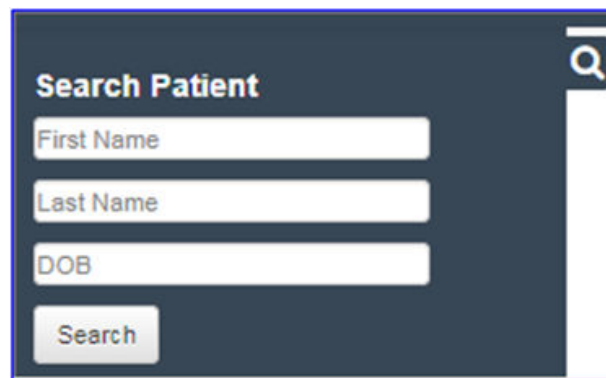 Search Patient
First Name
Last Name
DOB
Search